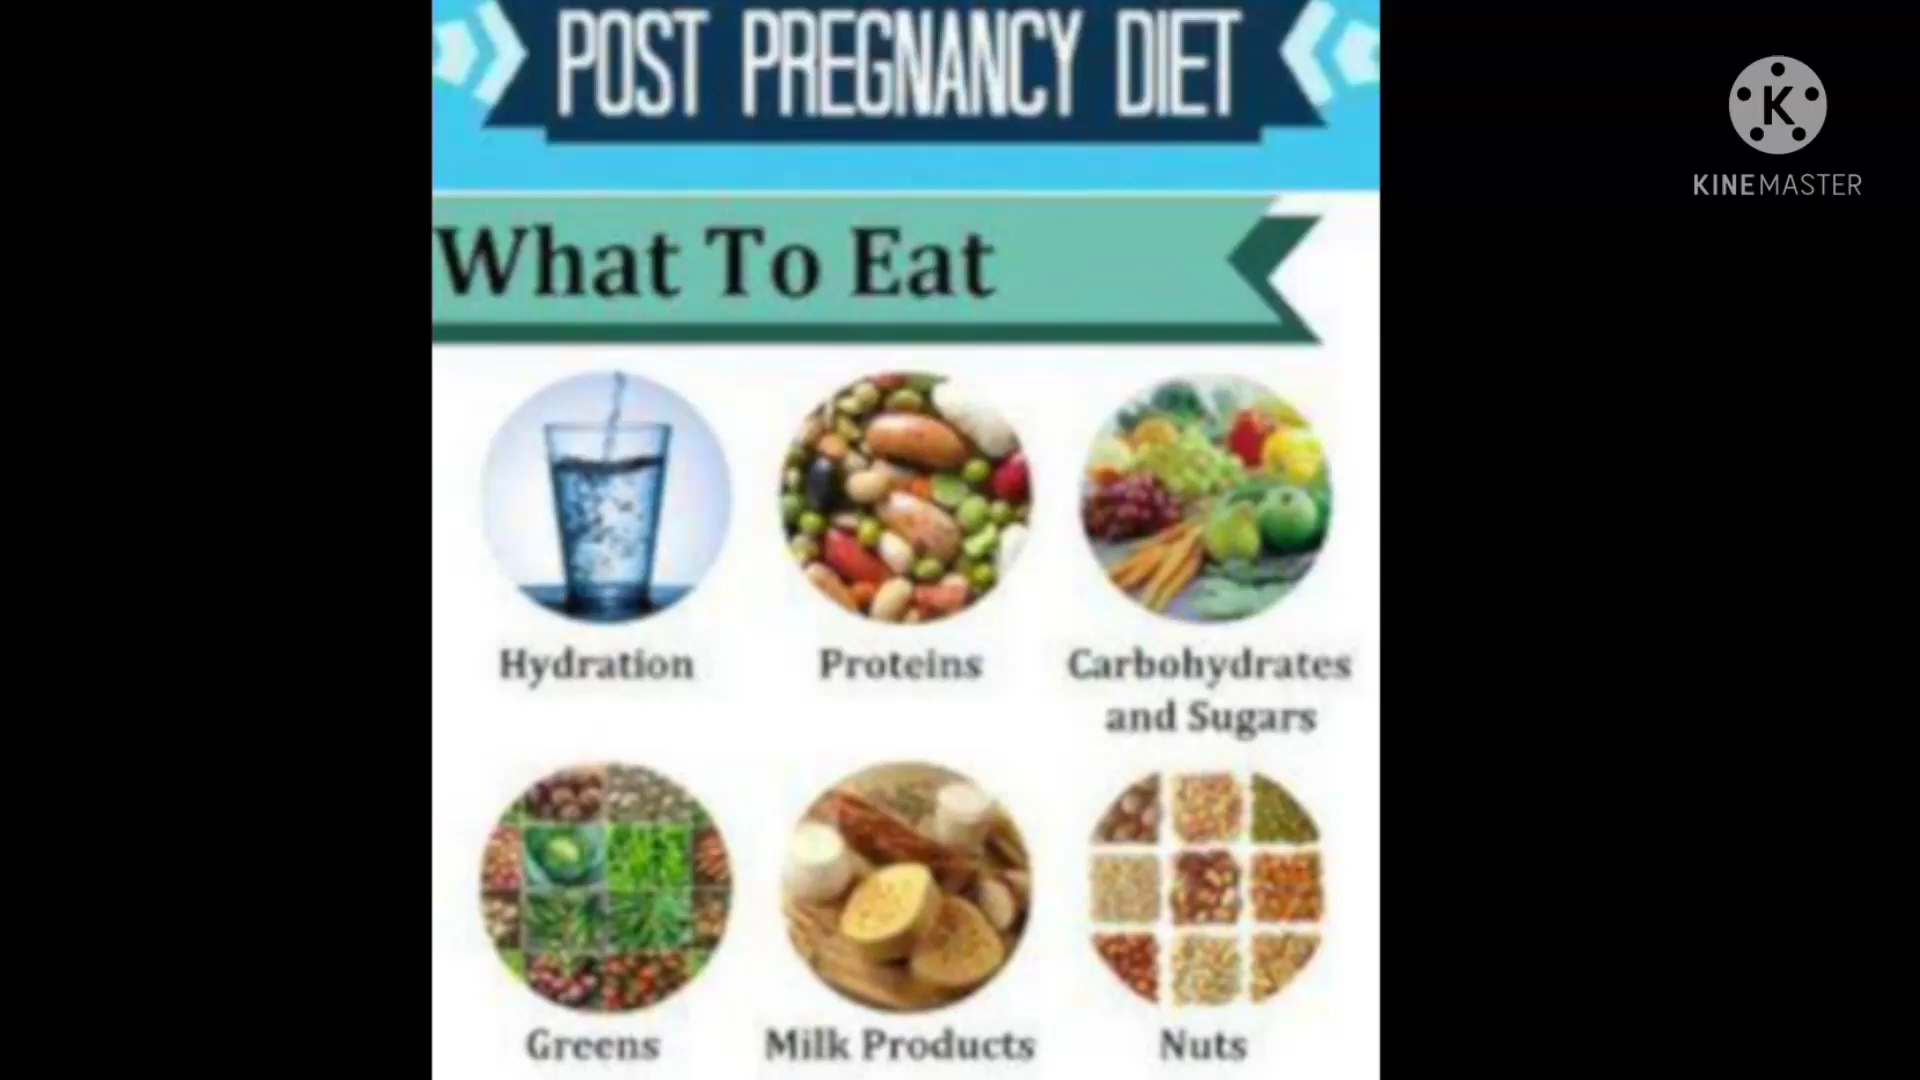 POST PREGNANCY DIET
KINEMASTER
What To Eat
Hydration
Proteins
Carbohydrates
and Sugars
Greens
Milk Products
Nuts